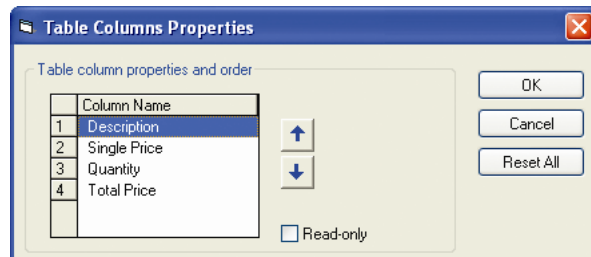 Table Columns Properties
Table column properties and order
Column Name
1 Description
2 Single Price
3 Quantity
4 Total Price
Read-only
OK
Cancel
Reset All